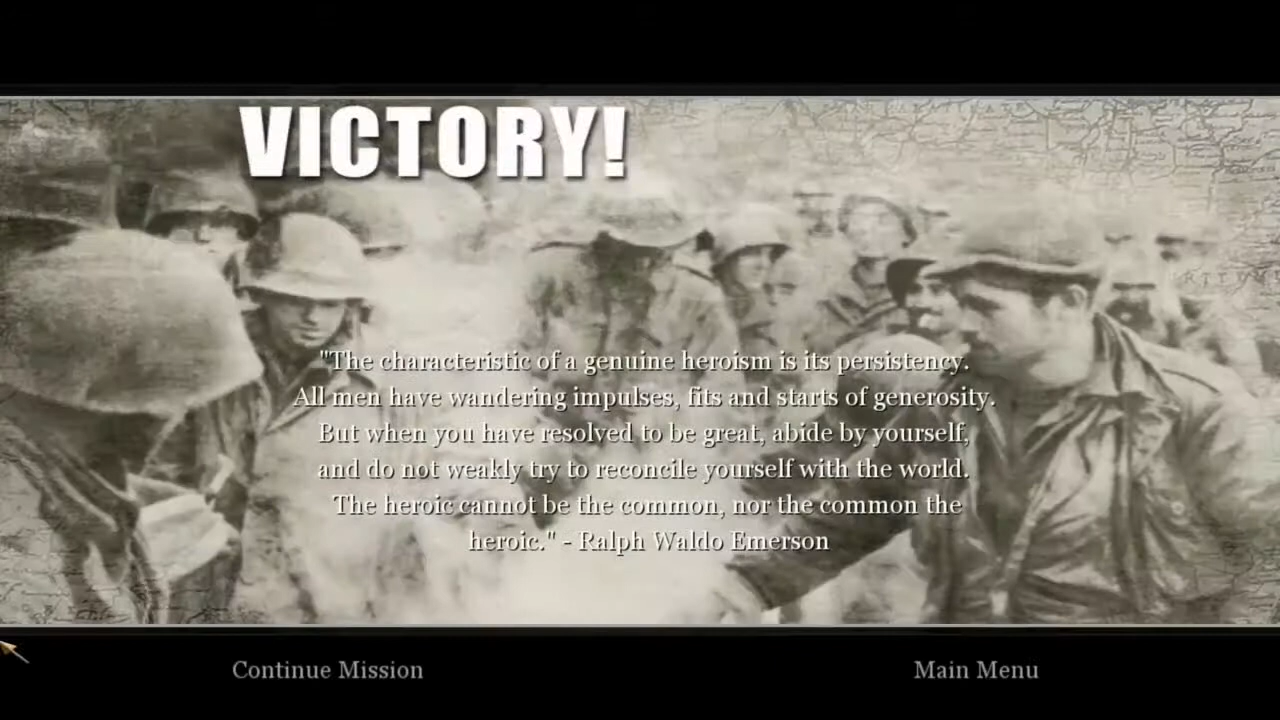 VICTORY!
"The characteristic of a genuine heroism is its persistency.
All men have wandering impulses, fits and starts of generosity.
But when you have resolved to be great, abide by yourself,
and do not weakly try to reconcile yourself with the world.
The heroic cannot be the common, nor the common the
heroic." - Ralph Waldo Emerson
Continue Mission
Main Menu